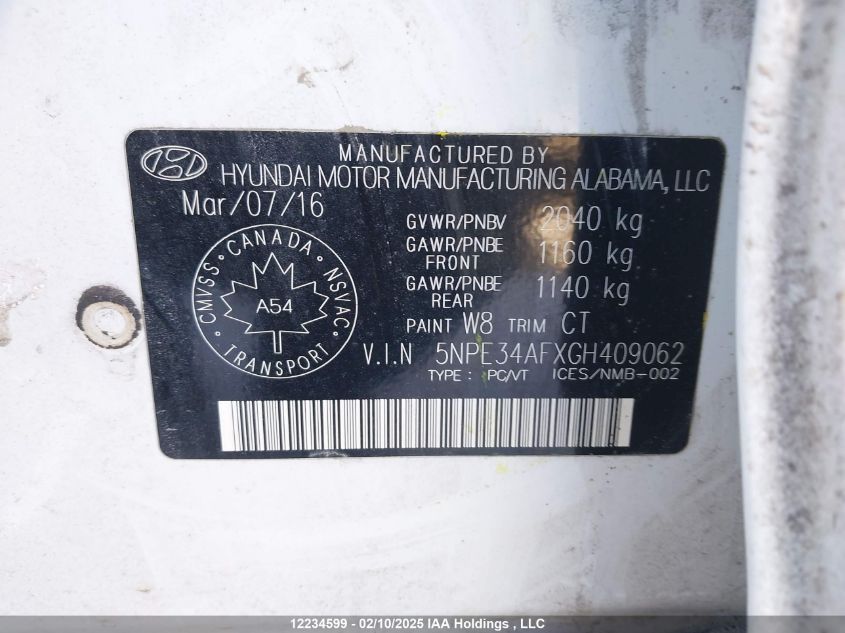 MANUFACTURED BY
HYUNDAI MOTOR MANUFACTURING ALABAMA, LLC
Mar/07/16
GVWR/PNBV 2040 kg
GAWR/PNBE FRONT 1160 kg
GAWR/PNBE REAR 1140 kg
PAINT W8 TRIM CT
V.I.N 5NPE34AFXGH409062
TYPE : PC/VT ICES/NMB-002
CANADA
CMVSS NSVAC
A54
TRANSPORT
12234599 - 02/10/2025 IAA Holdings , LLC